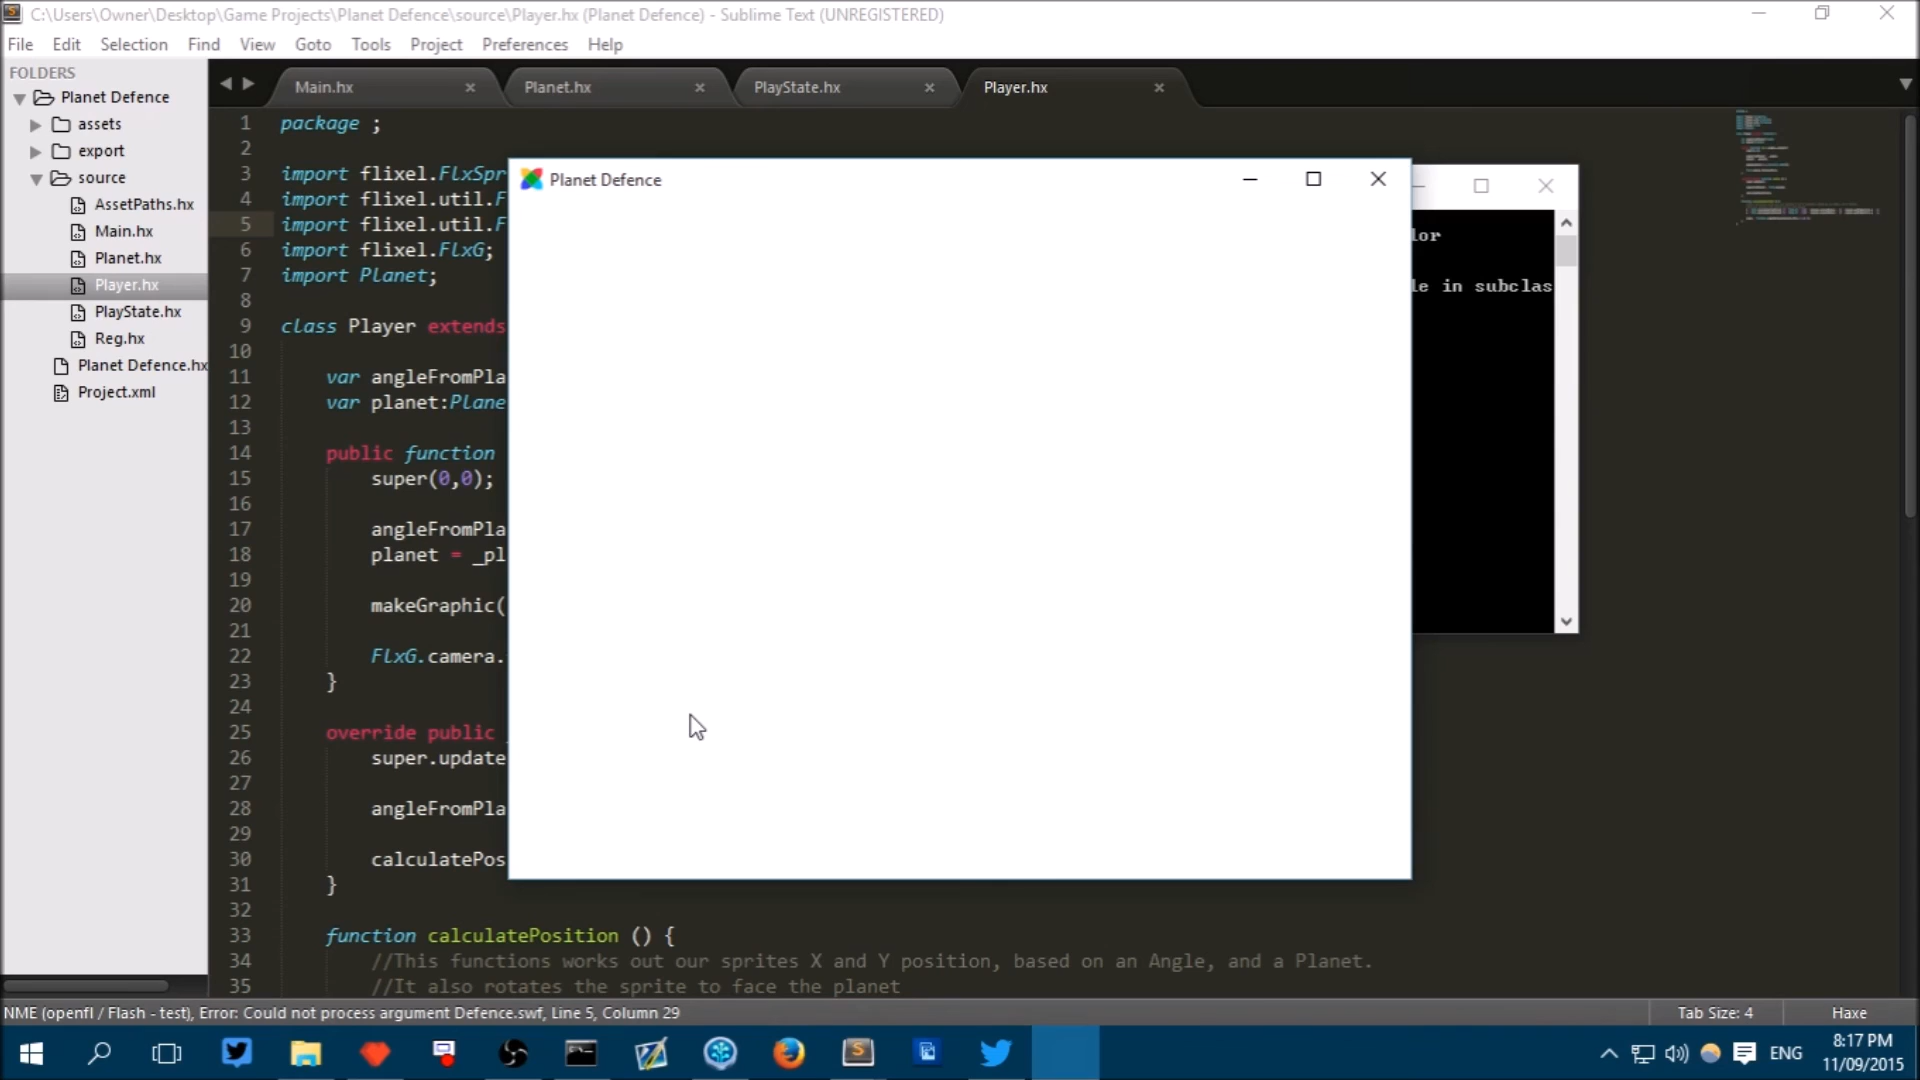 C:\Users\Owner\Desktop\Game Projects\Planet Defence\source\Player.hx (Planet Defence) - Sublime Text (UNREGISTERED)
File Edit Selection Find View Goto Tools Project Preferences Help
FOLDERS
Planet Defence
assets
export
source
AssetPaths.hx
Main.hx
Planet.hx
Player.hx
PlayState.hx
Reg.hx
Planet Defence.hx
Project.xml
Main.hx Planet.hx PlayState.hx Player.hx
1 package ;
2
3 import flixel.FlxSpr
4 import flixel.util.F
5 import flixel.util.F
6 import flixel.FlxG;
7 import Planet;
8
9 class Player extends
10
11 var angleFromPla
12 var planet:Plane
13
14 public function
15 super(0,0);
16
17 angleFromPla
18 planet = _pl
19
20 makeGraphic(
21
22 FlxG.camera.
23 }
24
25 override public
26 super.update
27
28 angleFromPla
29
30 calculatePos
31 }
32
33 function calculatePosition () {
34 //This functions works out our sprites X and Y position, based on an Angle, and a Planet.
35 //It also rotates the sprite to face the planet
Planet Defence
lor
le in subclas
NME (openfl / Flash - test), Error: Could not process argument Defence.swf, Line 5, Column 29
Tab Size: 4
Haxe
ENG
8:17 PM
11/09/2015